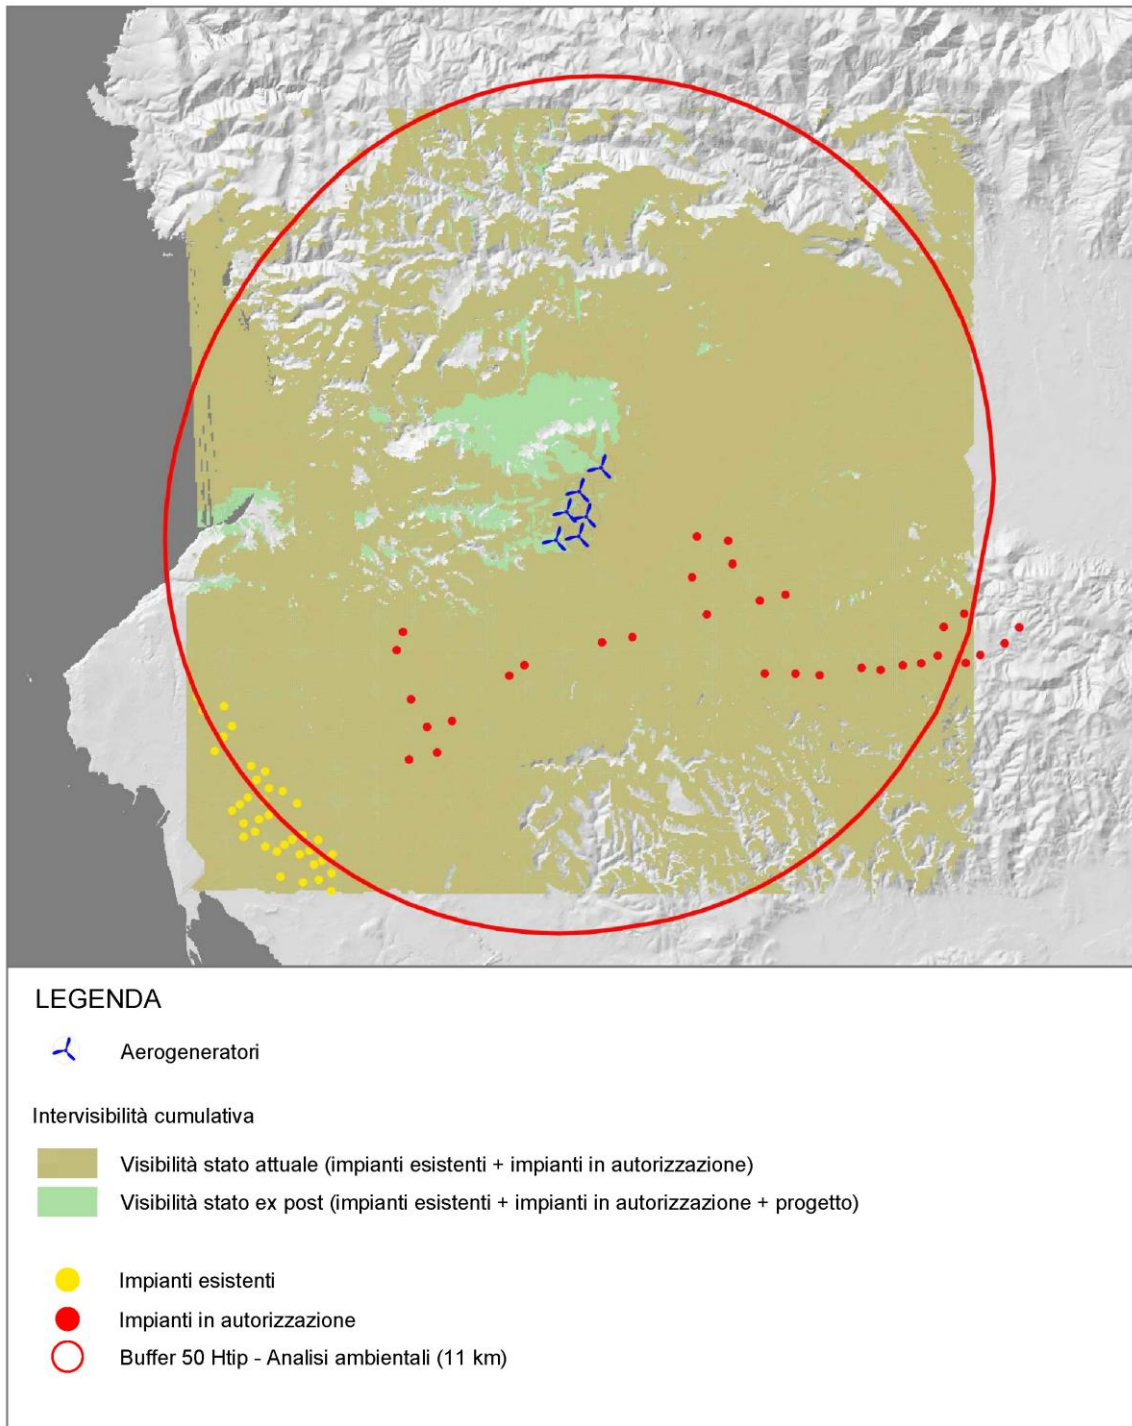 LEGENDA
Aerogeneratori
Intervisibilità cumulativa
Visibilità stato attuale (impianti esistenti + impianti in autorizzazione)
Visibilità stato ex post (impianti esistenti + impianti in autorizzazione + progetto)
Impianti esistenti
Impianti in autorizzazione
Buffer 50 Htip - Analisi ambientali (11 km)